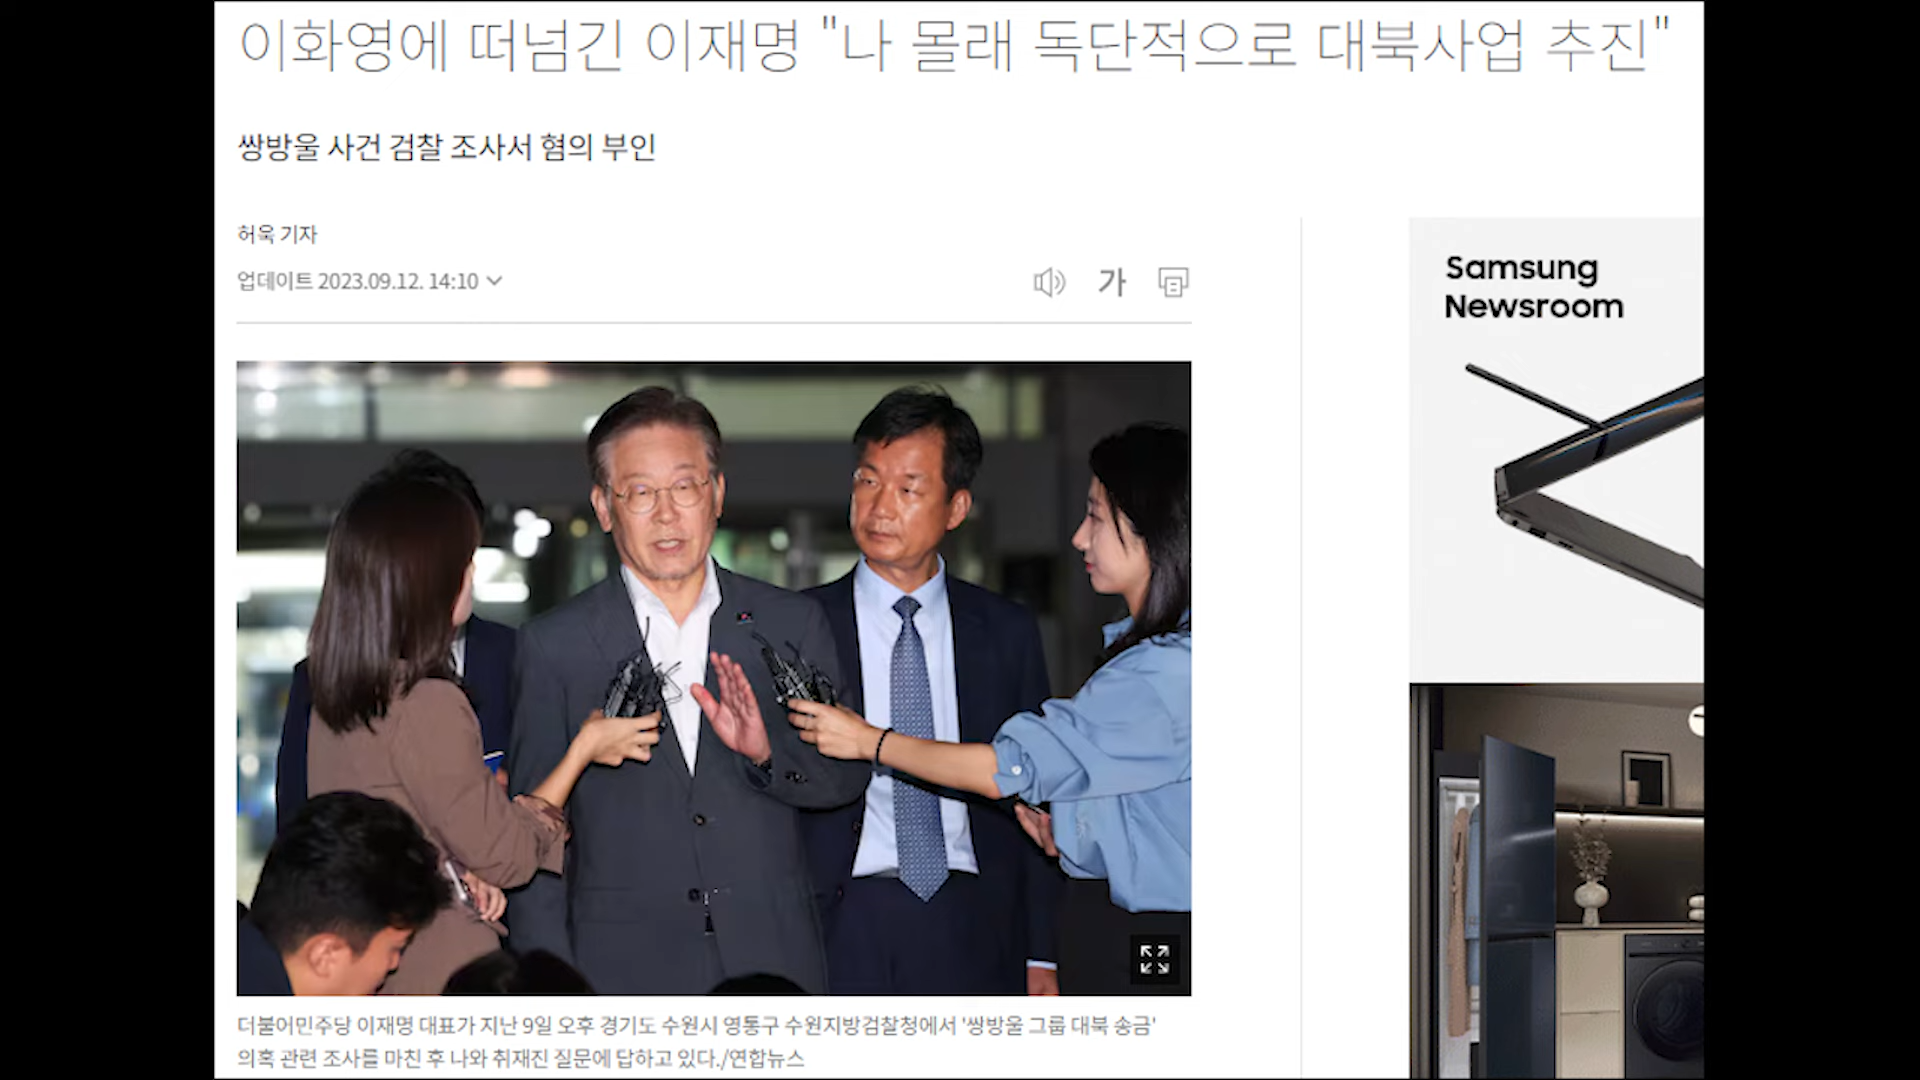 이화영에 떠넘긴 이재명 "나 몰래 독단적으로 대북사업 추진"
쌍방울 사건 검찰 조사서 혐의 부인
허욱 기자
업데이트 2023.09.12. 14:10
가
Samsung
Newsroom
더불어민주당 이재명 대표가 지난 9일 오후 경기도 수원시 영통구 수원지방검찰청에서 '쌍방울 그룹 대북 송금'
의혹 관련 조사를 마친 후 나와 취재진 질문에 답하고 있다./연합뉴스